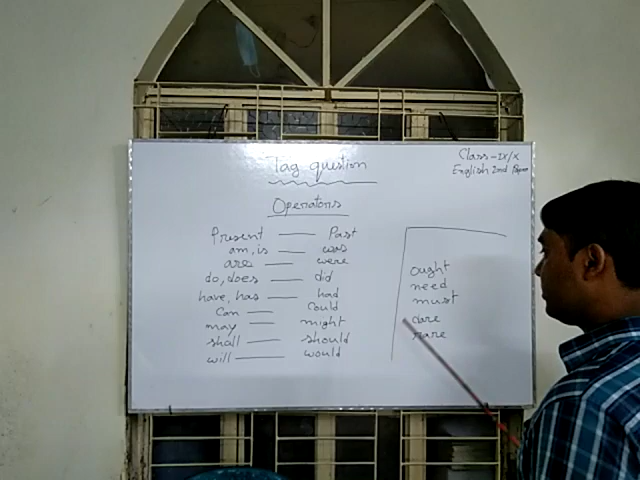 Tag question
Class-IX/X
English 2nd Paper
Operators
Present — Past
am, is — was
are — were
do, does — did
have, has — had
can — could
may — might
shall — should
will — would
ought
need
must
dare